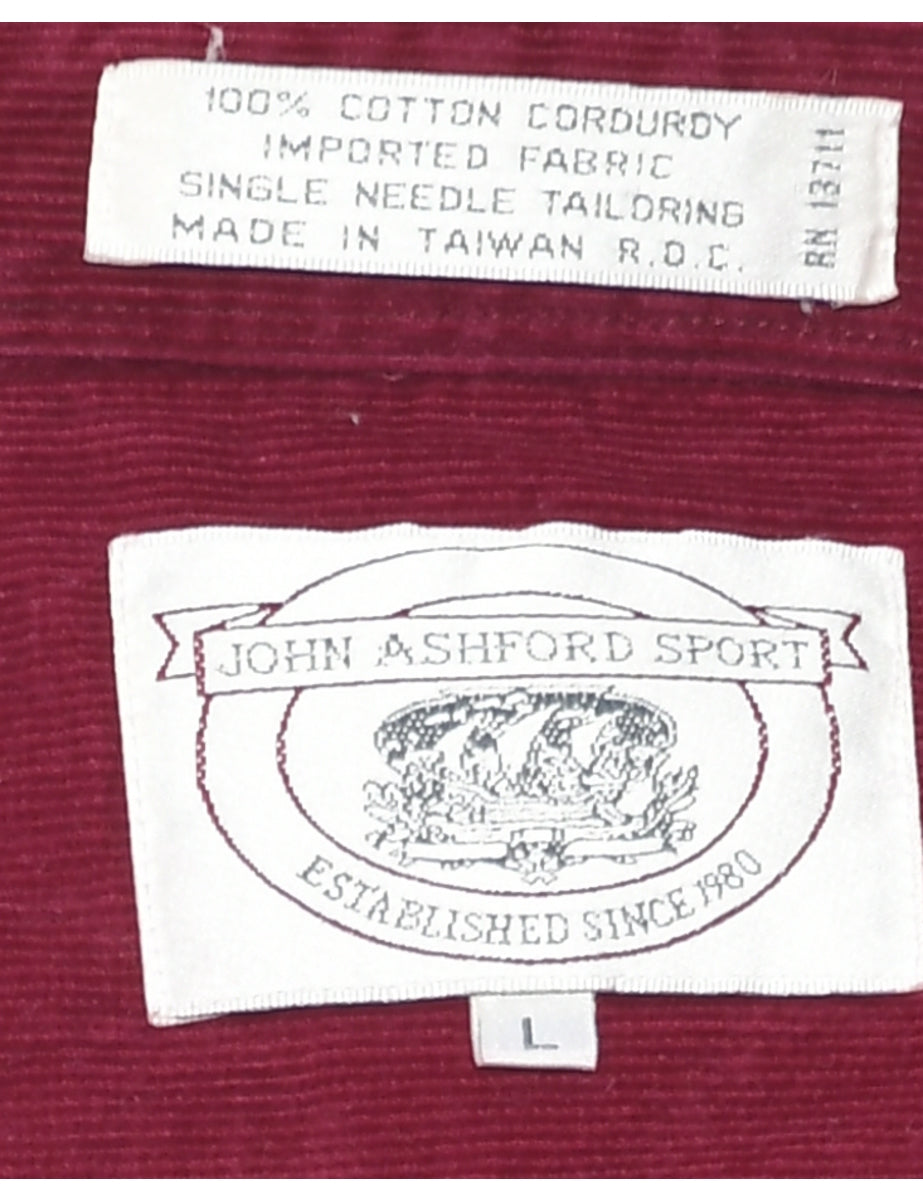 100% COTTON CORDUROY
IMPORTED FABRIC
SINGLE NEEDLE TAILORING
MADE IN TAIWAN R.O.C.
RN 13711
JOHN ASHFORD SPORT
ESTABLISHED SINCE 1980
L